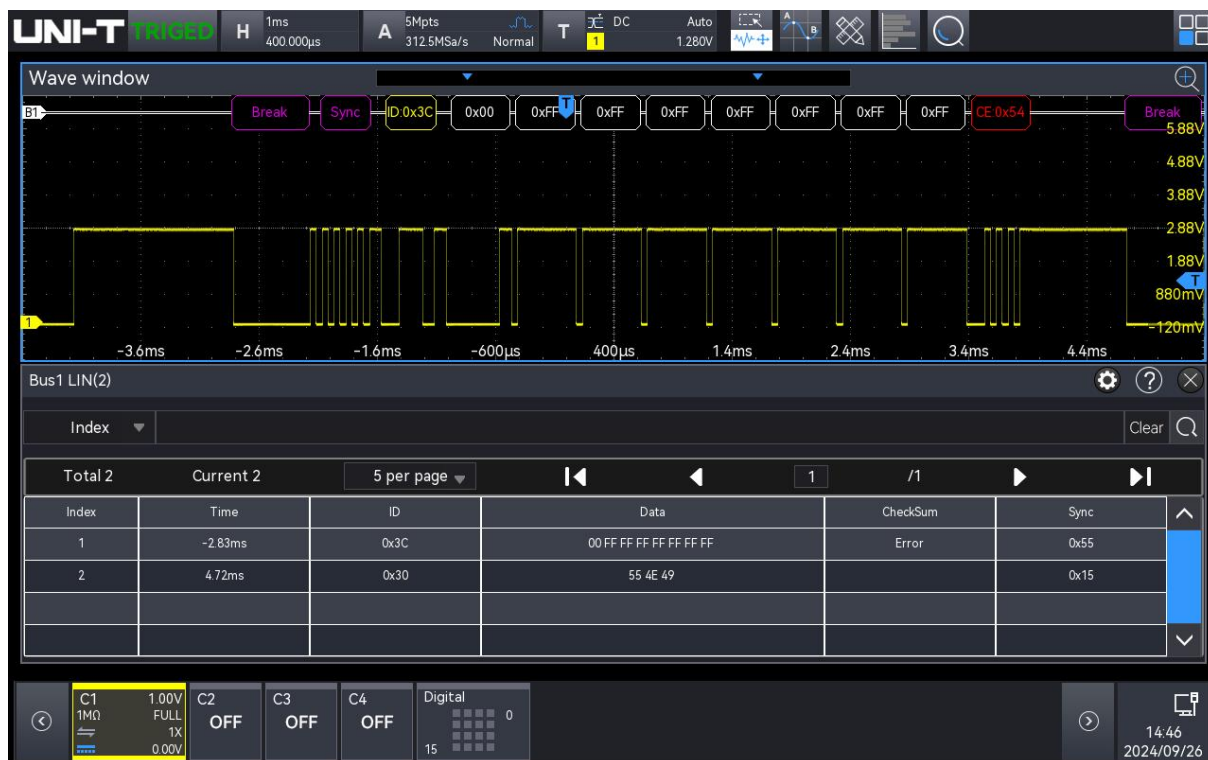 UNI-T TRIGED H 1ms 400.000µs A 5Mpts 312.5MSa/s Normal T 1 DC Auto 1.280V A B
Wave window
B1 Break Sync ID:0x3C 0x00 0xFF T 0xFF 0xFF 0xFF 0xFF 0xFF 0xFF CE 0x54 Break
5.88V
4.88V
3.88V
2.88V
1.88V
T
880mV
1 -120mV
-3.6ms -2.6ms -1.6ms -600µs 400µs 1.4ms 2.4ms 3.4ms 4.4ms
Bus1 LIN(2) ?
Index Clear
Total 2 Current 2 5 per page 1 /1
Index Time ID Data CheckSum Sync
1 -2.83ms 0x3C 00 FF FF FF FF FF FF FF Error 0x55
2 4.72ms 0x30 55 4E 49 0x15
C1 1.00V C2 C3 C4 Digital
1MΩ FULL OFF OFF OFF 0
1X 14:46
0.00V 15 2024/09/26